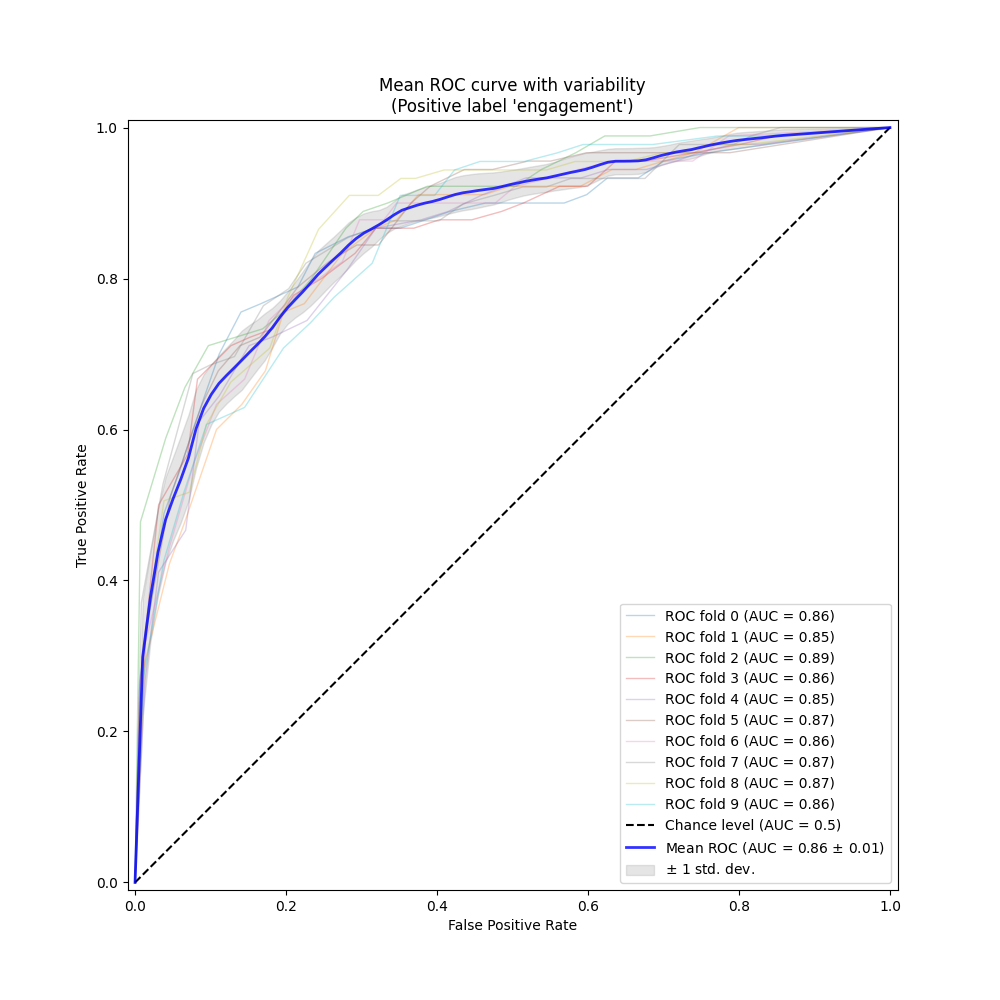 Mean ROC curve with variability
(Positive label 'engagement')
True Positive Rate
1.0
0.8
0.6
0.4
0.2
0.0
ROC fold 0 (AUC = 0.86)
ROC fold 1 (AUC = 0.85)
ROC fold 2 (AUC = 0.89)
ROC fold 3 (AUC = 0.86)
ROC fold 4 (AUC = 0.85)
ROC fold 5 (AUC = 0.87)
ROC fold 6 (AUC = 0.86)
ROC fold 7 (AUC = 0.87)
ROC fold 8 (AUC = 0.87)
ROC fold 9 (AUC = 0.86)
Chance level (AUC = 0.5)
Mean ROC (AUC = 0.86 ± 0.01)
± 1 std. dev.
0.0 0.2 0.4 0.6 0.8 1.0
False Positive Rate